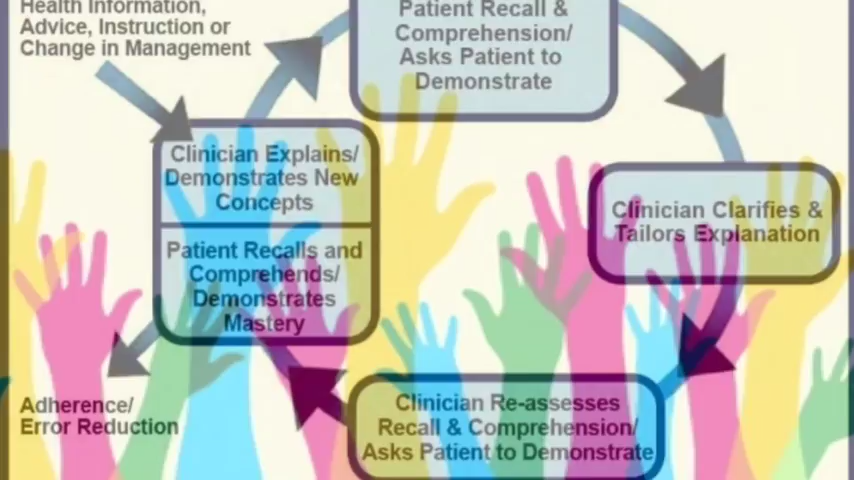 Health Information,
Advice, Instruction or
Change in Management
Patient Recall &
Comprehension/
Asks Patient to
Demonstrate
Clinician Explains/
Demonstrates New
Concepts
Clinician Clarifies &
Tailors Explanation
Patient Recalls and
Comprehends/
Demonstrates
Mastery
Clinician Re-assesses
Recall & Comprehension/
Asks Patient to Demonstrate
Adherence/
Error Reduction